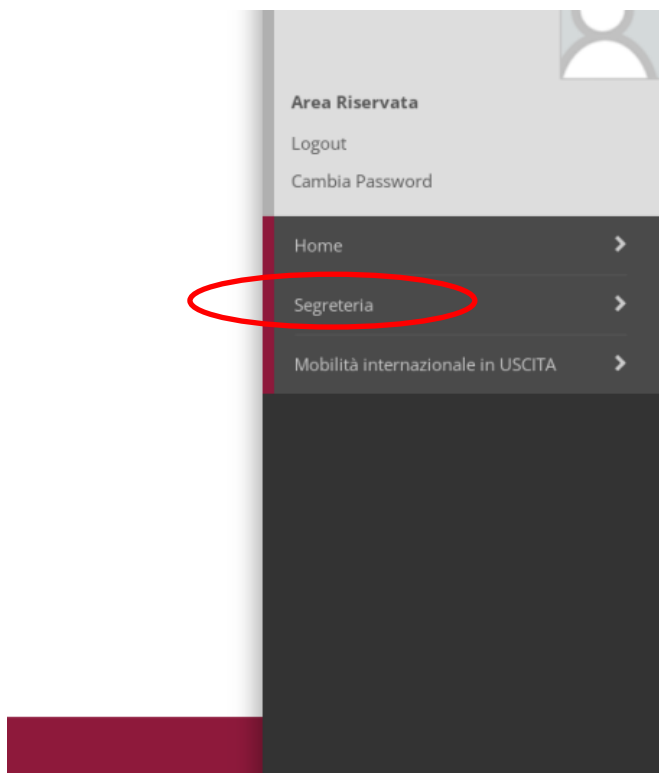 Area Riservata
Logout
Cambia Password
Home
Segreteria
Mobilità internazionale in USCITA